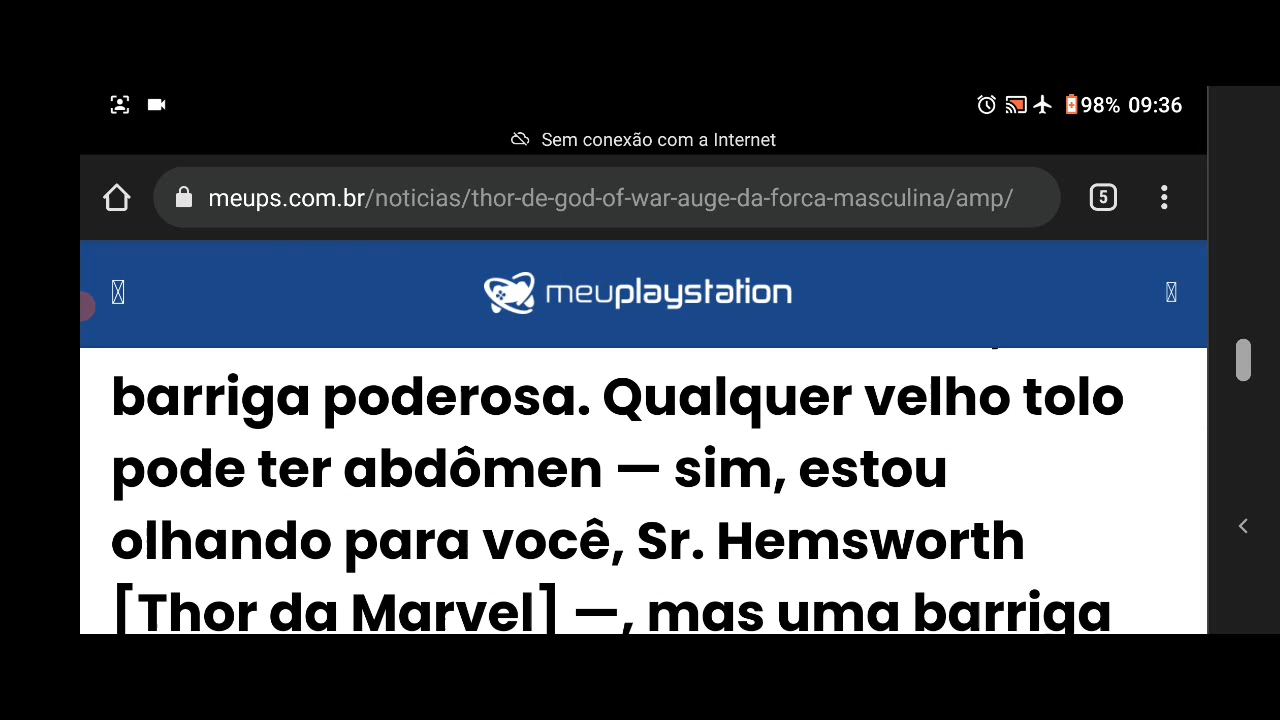 98% 09:36
Sem conexão com a Internet
meups.com.br/noticias/thor-de-god-of-war-auge-da-forca-masculina/amp/
5
meuplaystation
barriga poderosa. Qualquer velho tolo
pode ter abdômen — sim, estou
olhando para você, Sr. Hemsworth
[Thor da Marvel] —, mas uma barriga